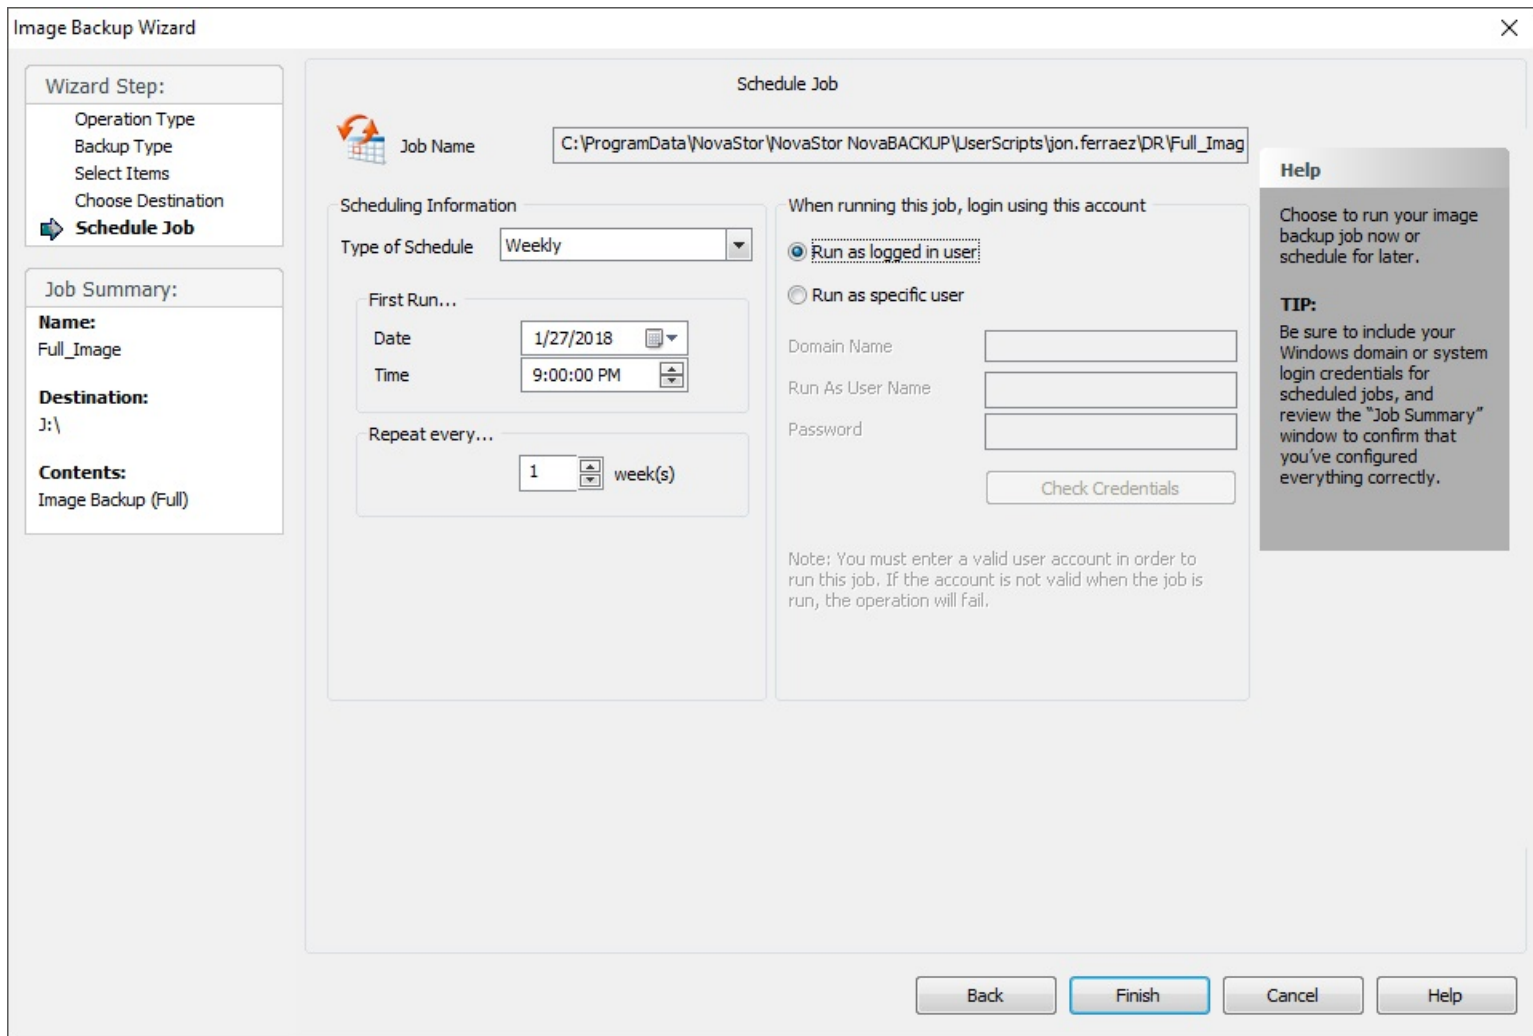 Image Backup Wizard
Wizard Step:
Operation Type
Backup Type
Select Items
Choose Destination
Schedule Job
Job Summary:
Name:
Full_Image
Destination:
J:\
Contents:
Image Backup (Full)
Schedule Job
Job Name
C:\ProgramData\NovaStor\NovaStor NovaBACKUP\UserScripts\jon.ferraez\DR\Full_Imag
Scheduling Information
Type of Schedule
Weekly
First Run...
Date
1/27/2018
Time
9:00:00 PM
Repeat every...
1
week(s)
When running this job, login using this account
Run as logged in user
Run as specific user
Domain Name
Run As User Name
Password
Check Credentials
Note: You must enter a valid user account in order to
run this job. If the account is not valid when the job is
run, the operation will fail.
Help
Choose to run your image
backup job now or
schedule for later.
TIP:
Be sure to include your
Windows domain or system
login credentials for
scheduled jobs, and
review the “Job Summary”
window to confirm that
you’ve configured
everything correctly.
Back
Finish
Cancel
Help